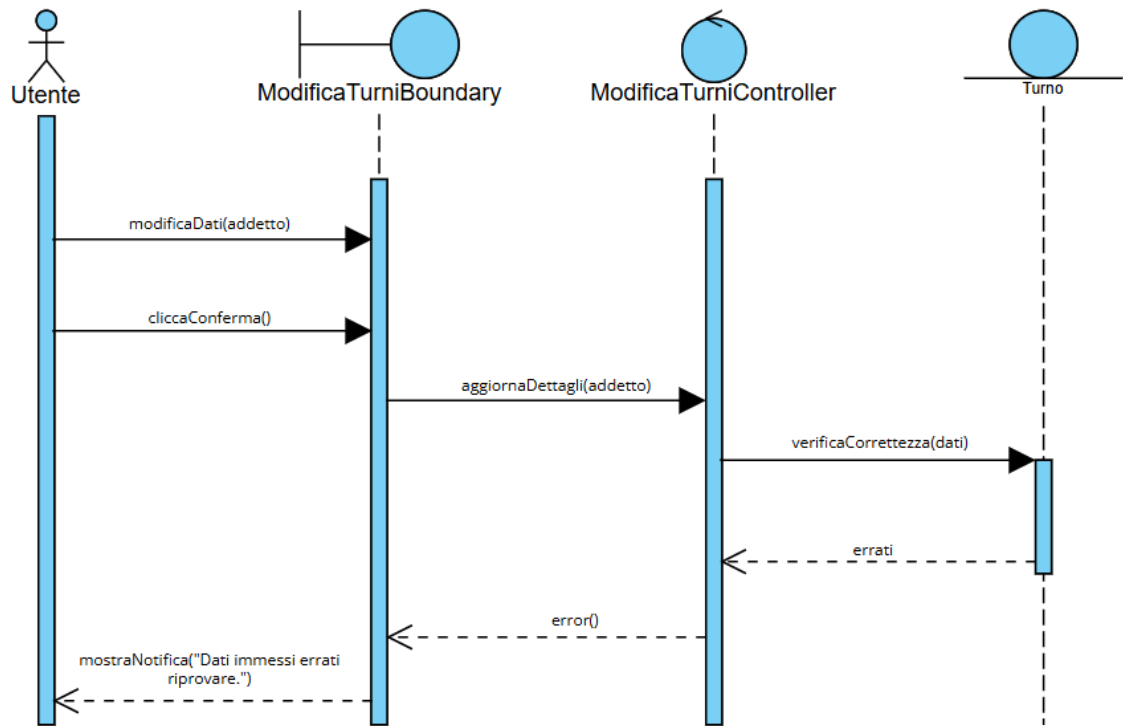 Utente
ModificaTurniBoundary
ModificaTurniController
Turno
modificaDati(addetto)
cliccaConferma()
aggiornaDettagli(addetto)
verificaCorrettezza(dati)
errati
error()
mostraNotifica("Dati immessi errati
riprovare.")